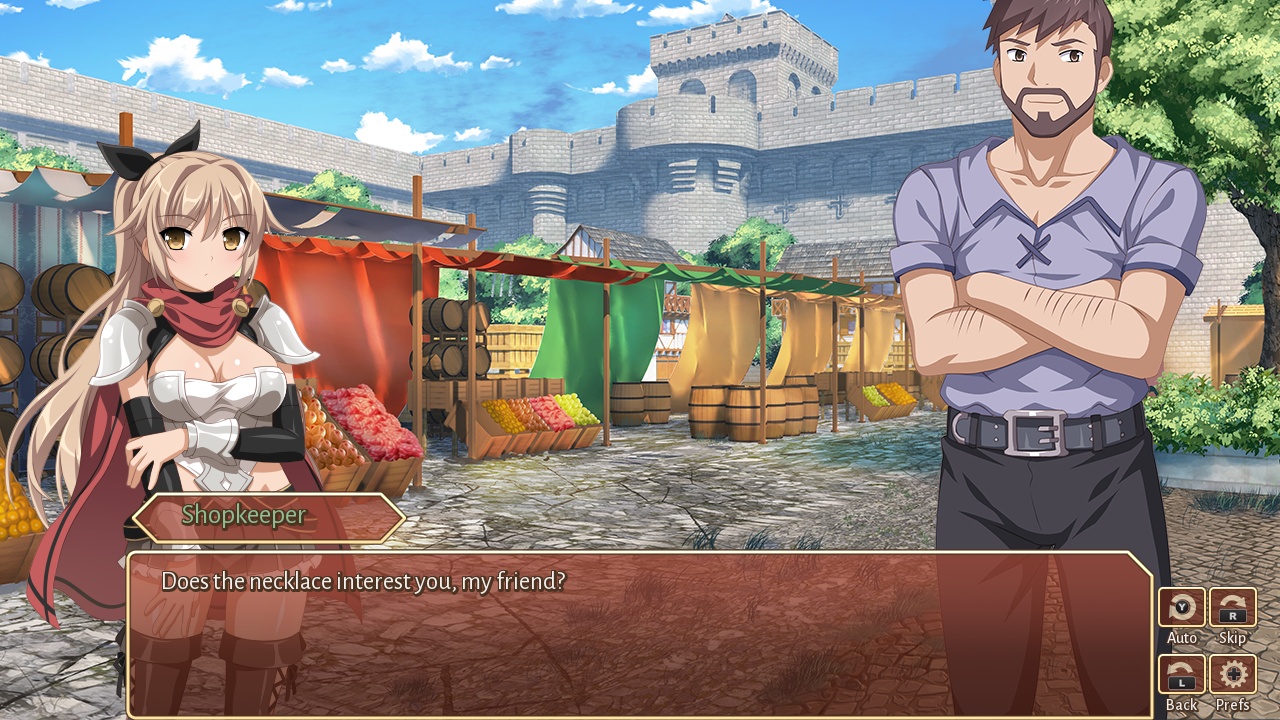 Shopkeeper
Does the necklace interest you, my friend?
Y
R
Auto
Skip
L
Back
Prefs